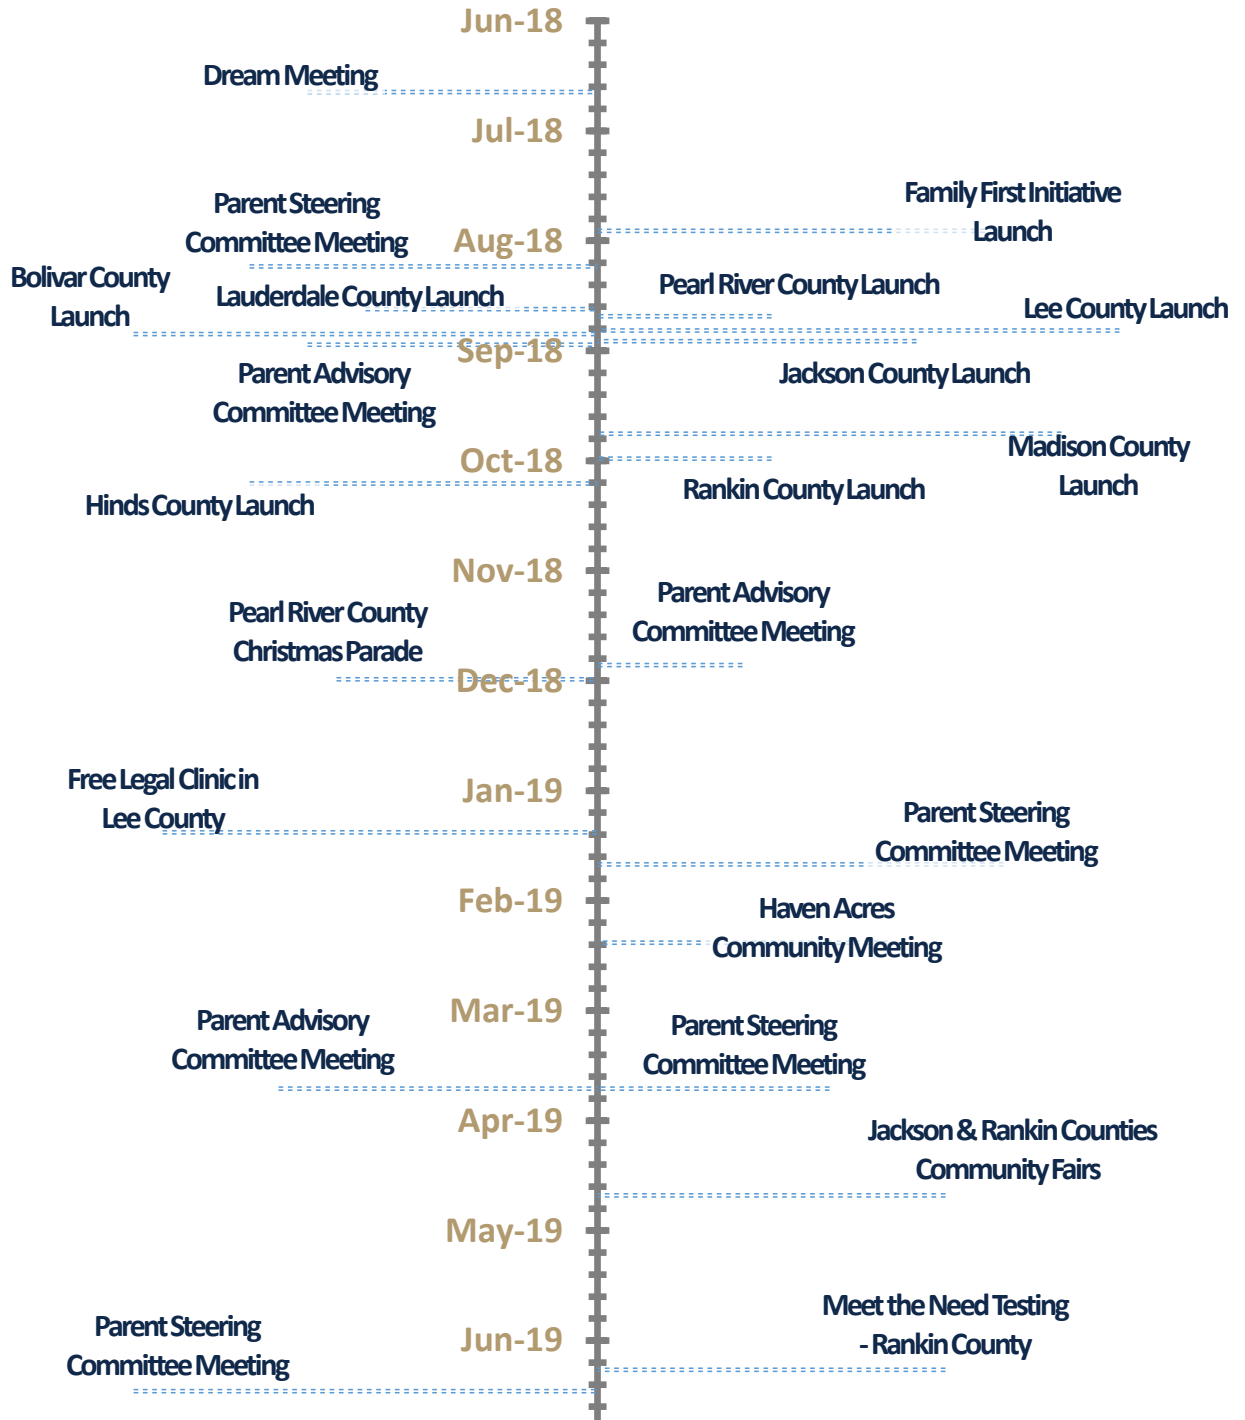 Jun-18
Dream Meeting
Jul-18
Family First Initiative
Launch
Parent Steering
Committee Meeting
Aug-18
Bolivar County
Launch
Lauderdale County Launch
Pearl River County Launch
Lee County Launch
Sep-18
Parent Advisory
Committee Meeting
Jackson County Launch
Madison County
Launch
Oct-18
Rankin County Launch
Hinds County Launch
Nov-18
Parent Advisory
Committee Meeting
Pearl River County
Christmas Parade
Dec-18
Free Legal Clinic in
Lee County
Jan-19
Parent Steering
Committee Meeting
Feb-19
Haven Acres
Community Meeting
Mar-19
Parent Advisory
Committee Meeting
Parent Steering
Committee Meeting
Apr-19
Jackson & Rankin Counties
Community Fairs
May-19
Meet the Need Testing
- Rankin County
Parent Steering
Committee Meeting
Jun-19